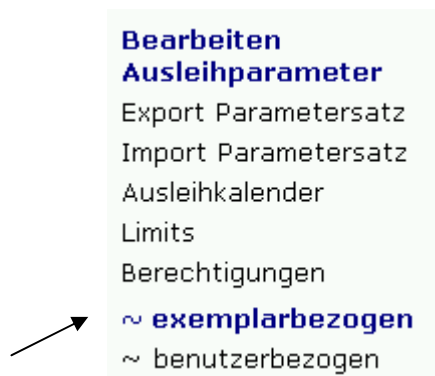 Bearbeiten
Ausleihparameter
Export Parametersatz
Import Parametersatz
Ausleihkalender
Limits
Berechtigungen
~ exemplarbezogen
~ benutzerbezogen